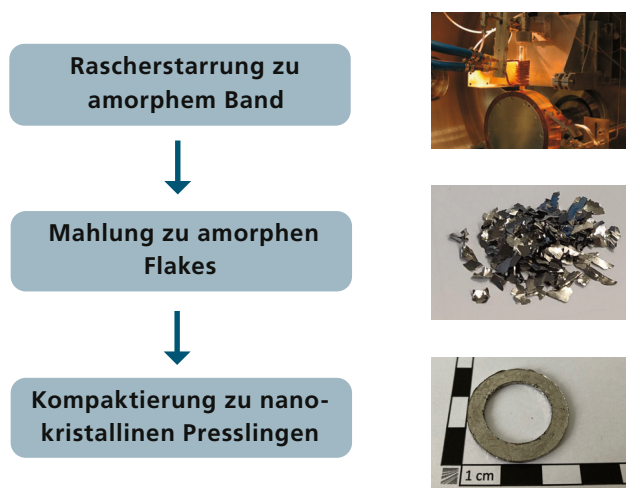 Rascherstarrung zu
amorphem Band
Mahlung zu amorphen
Flakes
Kompaktierung zu nano-
kristallinen Presslingen
1 cm